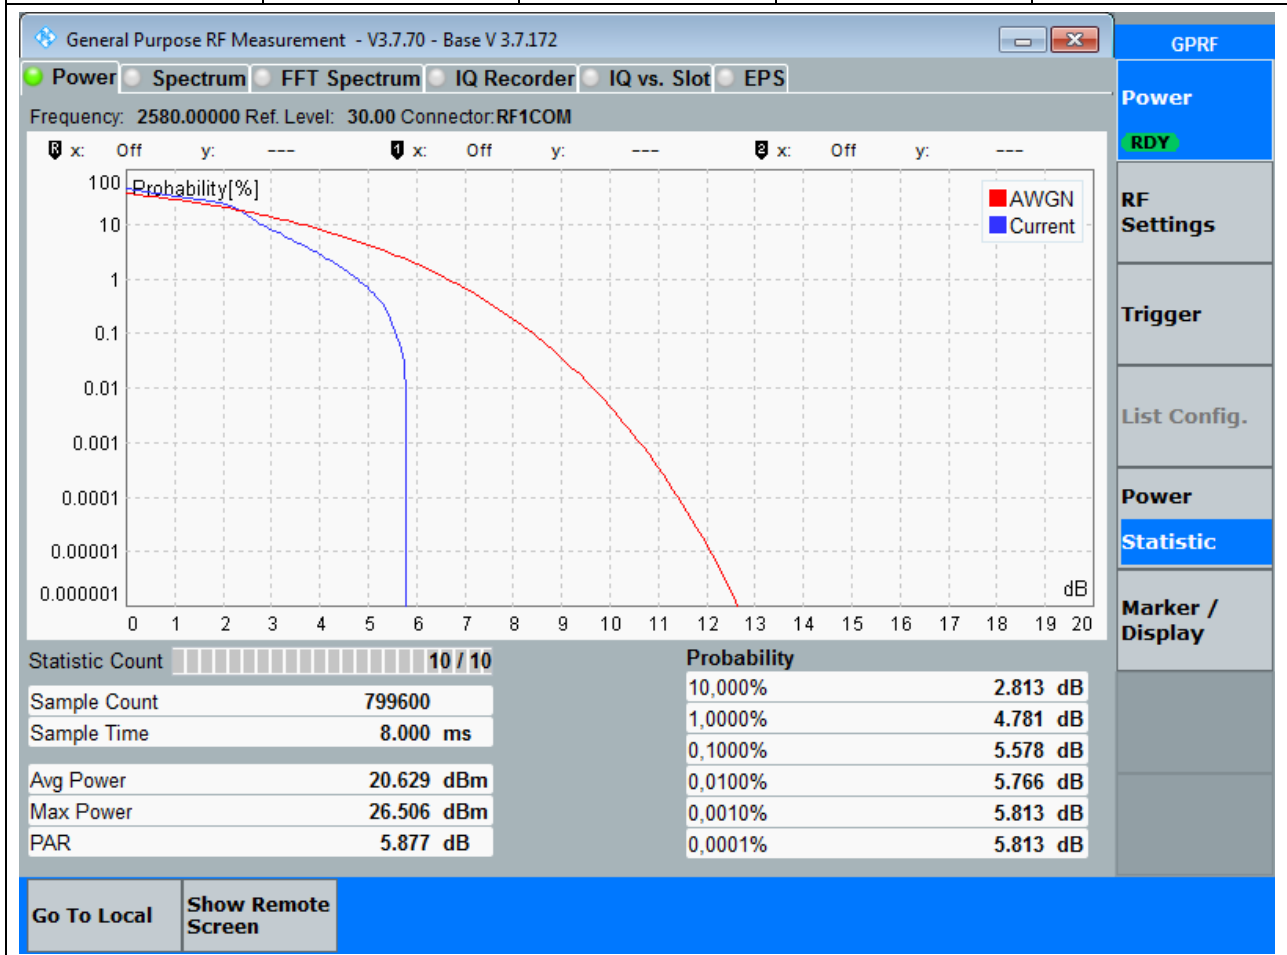 General Purpose RF Measurement - V3.7.70 - Base V 3.7.172
GPRF
Power Spectrum FFT Spectrum IQ Recorder IQ vs. Slot EPS
Frequency: 2580.00000 Ref. Level: 30.00 Connector:RF1COM
R x: Off y: --- 1 x: Off y: --- 2 x: Off y: ---
Probability[%]
100
10
1
0.1
0.01
0.001
0.0001
0.00001
0.000001
AWGN
Current
dB
0 1 2 3 4 5 6 7 8 9 10 11 12 13 14 15 16 17 18 19 20
Statistic Count 10 / 10
Sample Count 799600
Sample Time 8.000 ms
Avg Power 20.629 dBm
Max Power 26.506 dBm
PAR 5.877 dB
Probability
10,000% 2.813 dB
1,0000% 4.781 dB
0,1000% 5.578 dB
0,0100% 5.766 dB
0,0010% 5.813 dB
0,0001% 5.813 dB
Power
RDY
RF
Settings
Trigger
List Config.
Power
Statistic
Marker /
Display
Go To Local
Show Remote
Screen